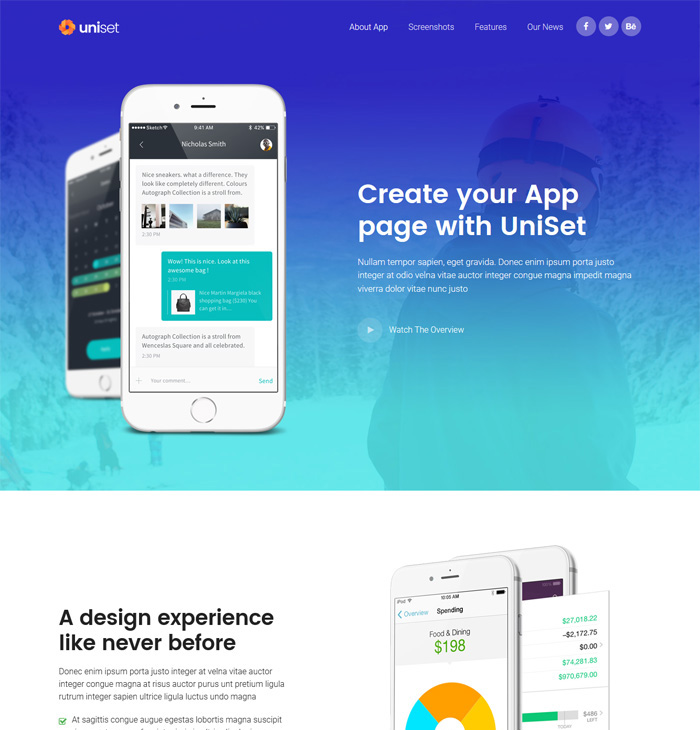 uniset
About App
Screenshots
Features
Our News
Sketch
9:41 AM
42%
Nicholas Smith
Nice sneakers. what a difference. They
look like completely different. Colours
Autograph Collection is a stroll from.
2:30 PM
Wow! This is nice. Look at this
awesome bag !
2:30 PM
Nice Martin Margiela black
shopping bag ($230) You
can get it in...
Autograph Collection is a stroll from
Wenceslas Square and all celebrated.
2:30 PM
Your comment...
Send
Create your App
page with UniSet
Nullam tempor sapien, eget gravida. Donec enim ipsum porta justo
integer at odio velna vitae auctor integer congue magna impedit magna
viverra dolor vitae nunc justo
Watch The Overview
A design experience
like never before
Donec enim ipsum porta justo integer at velna vitae auctor
integer congue magna at risus auctor purus unt pretium ligula
rutrum integer sapien ultrice ligula luctus undo magna
At sagittis congue augue egestas lobortis magna suscipit
iPod
10:05 AM
Overview
Spending
Food & Dining
$198
$27,018.22
–$2,172.75
$0.00
$74,281.83
$970,679.00
$486
LEFT
TODAY